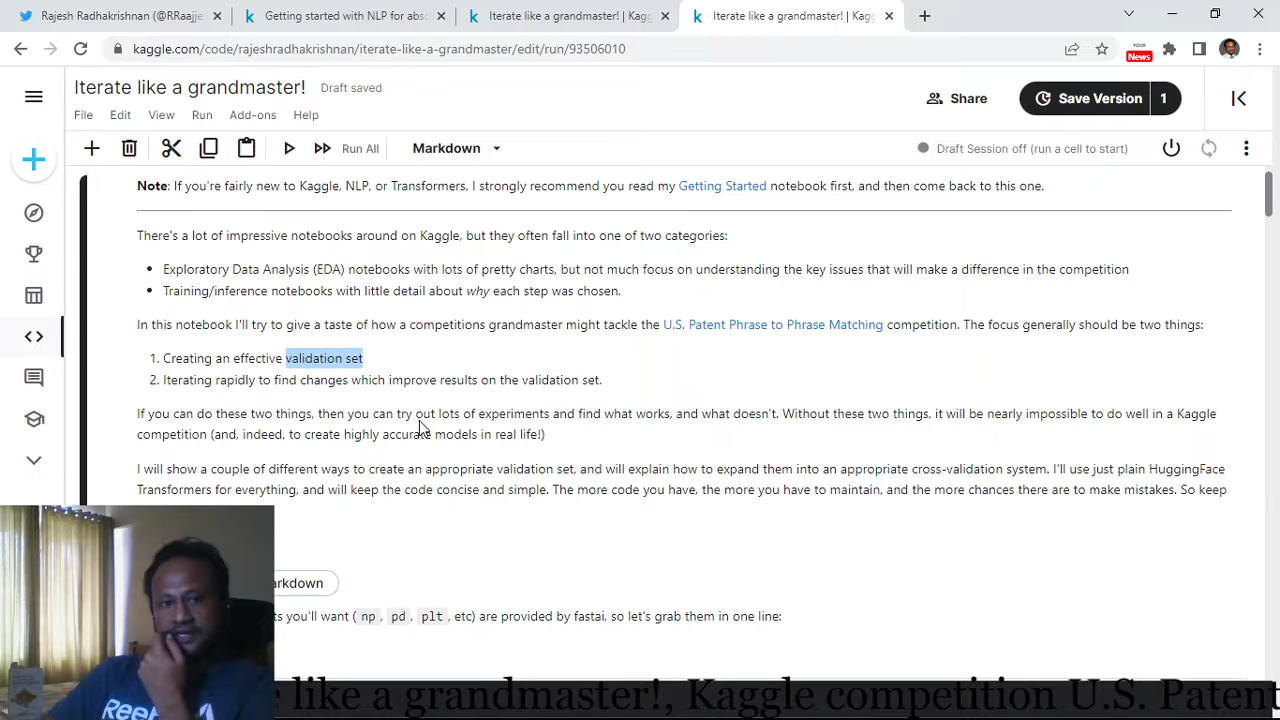 Rajesh Radhakrishnan (@RRaajje
Getting started with NLP for abso
Iterate like a grandmaster! | Kagg
Iterate like a grandmaster! | Kagg
kaggle.com/code/rajeshradhakrishnan/iterate-like-a-grandmaster/edit/run/93506010
YOUR
News
Iterate like a grandmaster!
Draft saved
Share
Save Version
1
File
Edit
View
Run
Add-ons
Help
Run All
Markdown
Draft Session off (run a cell to start)
Note: If you're fairly new to Kaggle, NLP, or Transformers, I strongly recommend you read my Getting Started notebook first, and then come back to this one.
There's a lot of impressive notebooks around on Kaggle, but they often fall into one of two categories:
• Exploratory Data Analysis (EDA) notebooks with lots of pretty charts, but not much focus on understanding the key issues that will make a difference in the competition
• Training/inference notebooks with little detail about why each step was chosen.
In this notebook I'll try to give a taste of how a competitions grandmaster might tackle the U.S. Patent Phrase to Phrase Matching competition. The focus generally should be two things:
1. Creating an effective validation set
2. Iterating rapidly to find changes which improve results on the validation set.
If you can do these two things, then you can try out lots of experiments and find what works, and what doesn't. Without these two things, it will be nearly impossible to do well in a Kaggle
competition (and, indeed, to create highly accurate models in real life!)
I will show a couple of different ways to create an appropriate validation set, and will explain how to expand them into an appropriate cross-validation system. I'll use just plain HuggingFace
Transformers for everything, and will keep the code concise and simple. The more code you have, the more you have to maintain, and the more chances there are to make mistakes. So keep
arkdown
ts you'll want (np, pd, plt, etc) are provided by fastai, so let's grab them in one line:
Reebok
like a grandmaster!, Kaggle competition U.S. Patent